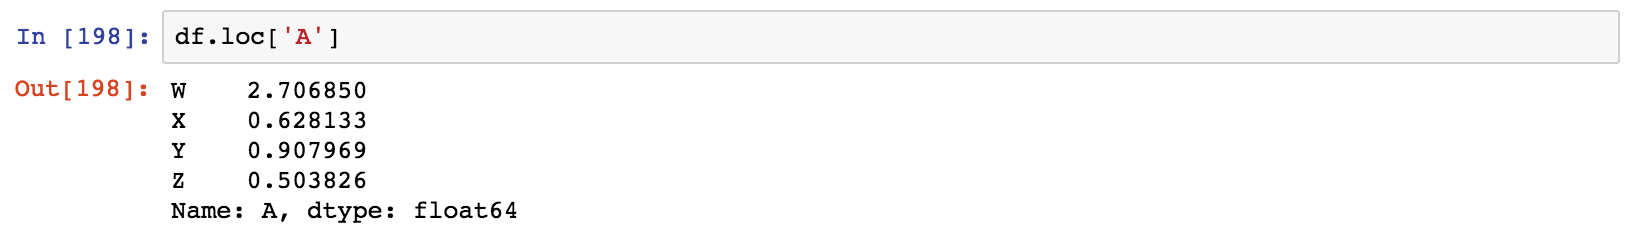 In [198]: df.loc['A']
Out[198]: W    2.706850
X    0.628133
Y    0.907969
Z    0.503826
Name: A, dtype: float64